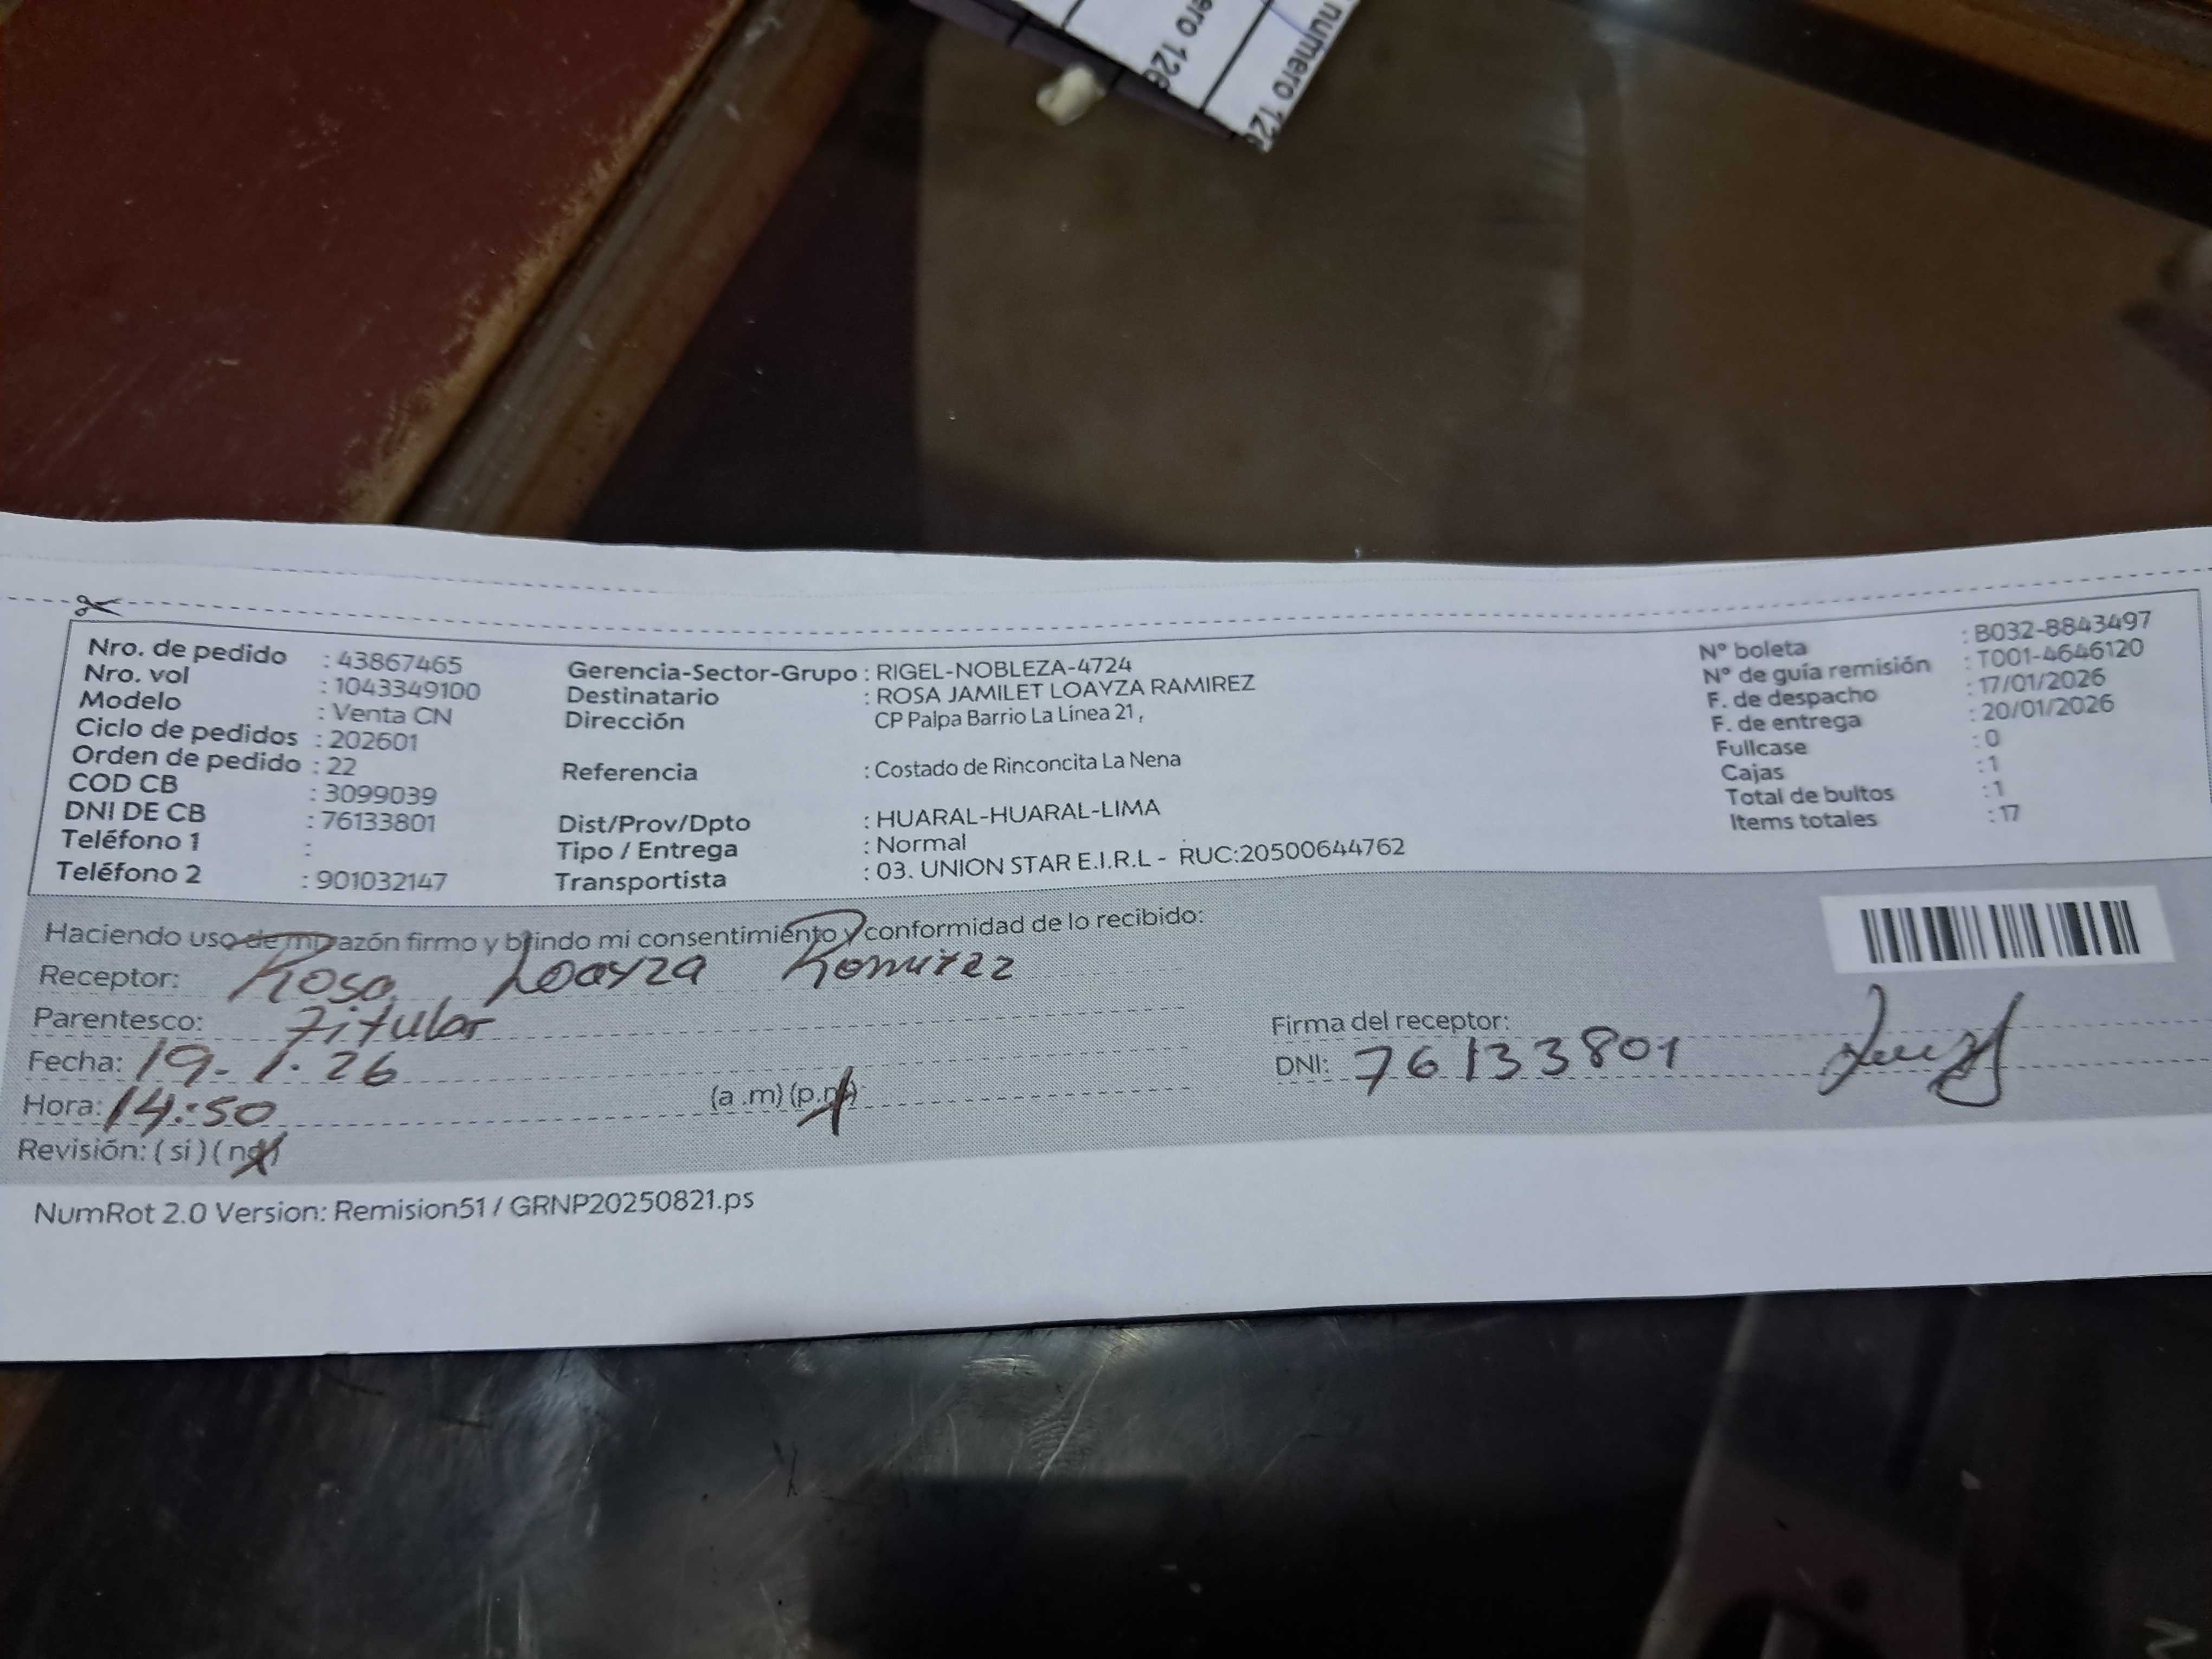 numero 12
ero 126
Nro. de pedido : 43867465
Nro. vol : 1043349100
Modelo : Venta CN
Ciclo de pedidos : 202601
Orden de pedido : 22
COD CB : 3099039
DNI DE CB : 76133801
Teléfono 1 :
Teléfono 2 : 901032147
Gerencia-Sector-Grupo : RIGEL-NOBLEZA-4724
Destinatario : ROSA JAMILET LOAYZA RAMIREZ
Dirección CP Palpa Barrio La Linea 21 ,
Referencia : Costado de Rinconcita La Nena
Dist/Prov/Dpto : HUARAL-HUARAL-LIMA
Tipo / Entrega : Normal
Transportista : 03. UNION STAR E.I.R.L - RUC:20500644762
N° boleta : B032-8843497
N° de guía remisión : T001-4646120
F. de despacho : 17/01/2026
F. de entrega : 20/01/2026
Fullcase : 0
Cajas : 1
Total de bultos : 1
Items totales : 17
Haciendo uso de mi razón firmo y brindo mi consentimiento y conformidad de lo recibido:
Receptor: Rosa Loayza Ramirez
Parentesco: Titular
Fecha: 19-1.26
Hora: 14:50 (a .m) (p.m)
Revisión: ( si ) ( no )
Firma del receptor:
DNI: 76133801
NumRot 2.0 Version: Remision51 / GRNP20250821.ps